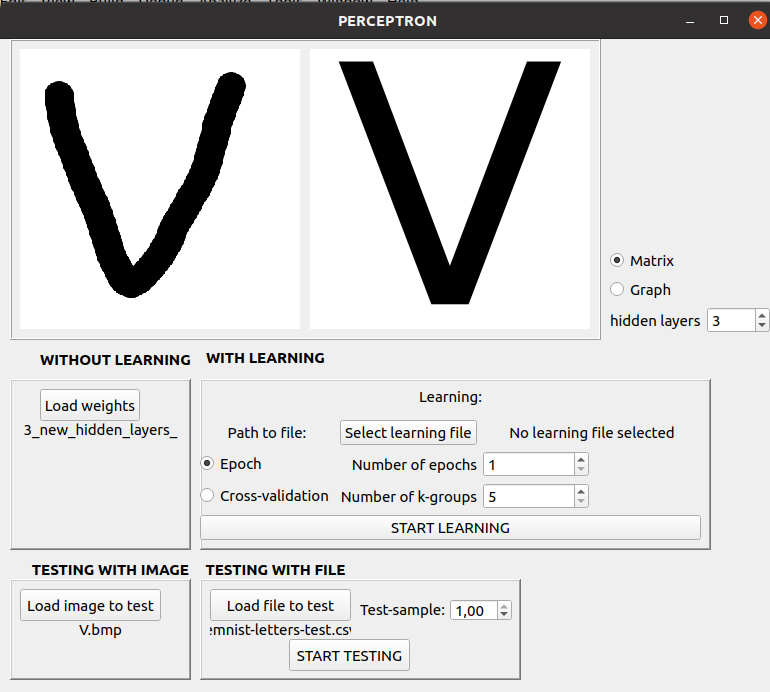 PERCEPTRON
V V
Matrix
Graph
hidden layers 3
WITHOUT LEARNING WITH LEARNING
Load weights
3_new_hidden_layers_
Learning:
Path to file: Select learning file No learning file selected
Epoch Number of epochs 1
Cross-validation Number of k-groups 5
START LEARNING
TESTING WITH IMAGE TESTING WITH FILE
Load image to test
V.bmp
Load file to test Test-sample: 1,00
emnist-letters-test.csv
START TESTING